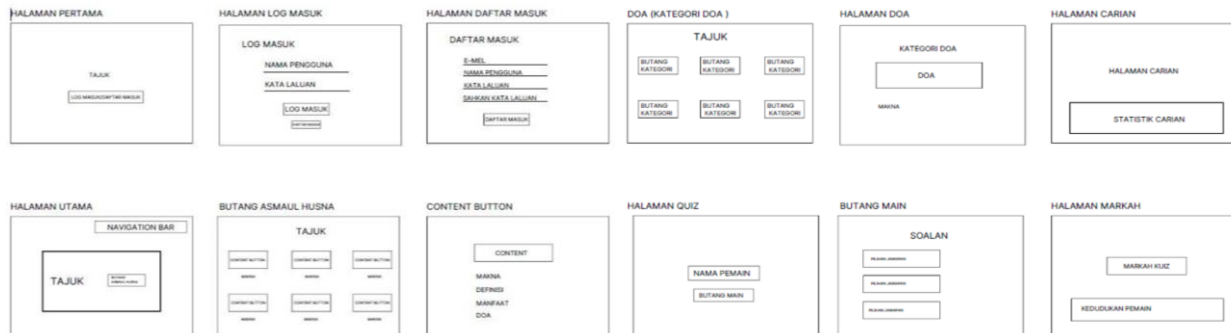 HALAMAN PERTAMA
TAJUK
LOG MASUK/DAFTAR MASUK
HALAMAN LOG MASUK
LOG MASUK
NAMA PENGGUNA
KATA LALUAN
LOG MASUK
DAFTAR MASUK
HALAMAN DAFTAR MASUK
DAFTAR MASUK
E-MEL
NAMA PENGGUNA
KATA LALUAN
SAHKAN KATA LALUAN
DAFTAR MASUK
DOA (KATEGORI DOA )
TAJUK
BUTANG KATEGORI
BUTANG KATEGORI
BUTANG KATEGORI
BUTANG KATEGORI
BUTANG KATEGORI
BUTANG KATEGORI
HALAMAN DOA
KATEGORI DOA
DOA
MAKNA
HALAMAN CARIAN
HALAMAN CARIAN
STATISTIK CARIAN
HALAMAN UTAMA
NAVIGATION BAR
TAJUK
BUTANG
ASMAUL HUSNA
BUTANG ASMAUL HUSNA
TAJUK
CONTENT BUTTON
CONTENT BUTTON
CONTENT BUTTON
CONTENT BUTTON
CONTENT BUTTON
CONTENT BUTTON
CONTENT BUTTON
CONTENT
MAKNA
DEFINISI
MANFAAT
DOA
HALAMAN QUIZ
NAMA PEMAIN
BUTANG MAIN
BUTANG MAIN
SOALAN
PILIHAN JAWAPAN
PILIHAN JAWAPAN
PILIHAN JAWAPAN
HALAMAN MARKAH
MARKAH KUIZ
KEDUDUKAN PEMAIN